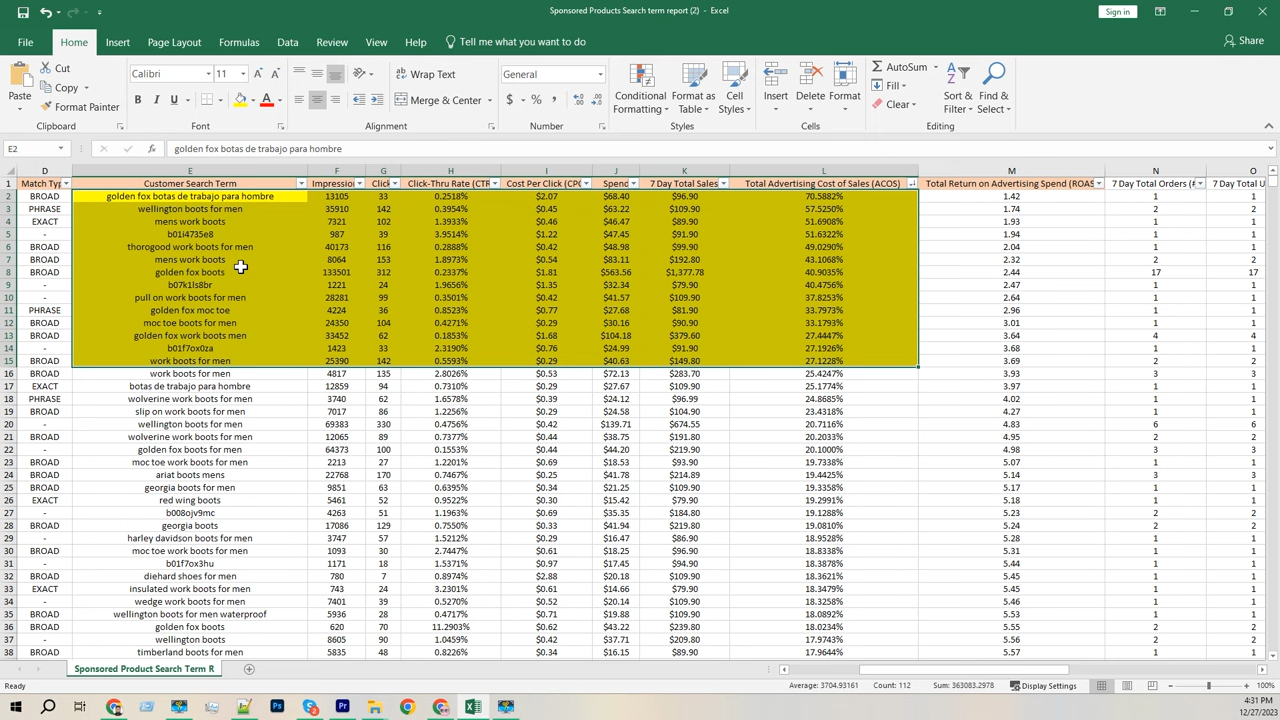 Sponsored Products Search term report (2) - Excel
Sign in
File Home Insert Page Layout Formulas Data Review View Help Tell me what you want to do Share
Paste Cut Copy Format Painter Clipboard
Calibri 11 B I U A Font
Wrap Text Merge & Center Alignment
General $ % , Number
Conditional Formatting Format as Table Cell Styles Styles
Insert Delete Format Cells
AutoSum Fill Clear Sort & Filter Find & Select Editing
E2 fx golden fox botas de trabajo para hombre
D E F G H I J K L M N O
1 Match Typ Customer Search Term Impressio Click Click-Thru Rate (CTR Cost Per Click (CPC Spend 7 Day Total Sales Total Advertising Cost of Sales (ACOS) Total Return on Advertising Spend (ROAS 7 Day Total Orders (# 7 Day Total U
2 BROAD golden fox botas de trabajo para hombre 13105 33 0.2518% $2.07 $68.40 $96.90 70.5882% 1.42 1 1
3 PHRASE wellington boots for men 35910 142 0.3954% $0.45 $63.22 $109.90 57.5250% 1.74 2 2
4 EXACT mens work boots 7321 102 1.3933% $0.46 $46.47 $89.90 51.6908% 1.93 1 1
5 - b01i4735e8 987 39 3.9514% $1.22 $47.45 $91.90 51.6322% 1.94 1 1
6 BROAD thorogood work boots for men 40173 116 0.2888% $0.42 $48.98 $99.90 49.0290% 2.04 1 1
7 BROAD mens work boots 8064 153 1.8973% $0.54 $83.11 $192.80 43.1068% 2.32 2 2
8 BROAD golden fox boots 133501 312 0.2337% $1.81 $563.56 $1,377.78 40.9035% 2.44 17 17
9 - b07k1ls8br 1221 24 1.9656% $1.35 $32.34 $79.90 40.4756% 2.47 1 1
10 - pull on work boots for men 28281 99 0.3501% $0.42 $41.57 $109.90 37.8253% 2.64 1 1
11 PHRASE golden fox moc toe 4224 36 0.8523% $0.77 $27.68 $81.90 33.7973% 2.96 1 1
12 BROAD moc toe boots for men 24350 104 0.4271% $0.29 $30.16 $90.90 33.1793% 3.01 1 1
13 BROAD golden fox work boots men 33452 62 0.1853% $1.68 $104.18 $379.60 27.4447% 3.64 4 4
14 - b01f7ox0za 1423 33 2.3190% $0.76 $24.99 $91.90 27.1926% 3.68 1 1
15 BROAD work boots for men 25390 142 0.5593% $0.29 $40.63 $149.80 27.1228% 3.69 2 2
16 BROAD work boots for men 4817 135 2.8026% $0.53 $72.13 $283.70 25.4247% 3.93 3 3
17 EXACT botas de trabajo para hombre 12859 94 0.7310% $0.29 $27.67 $109.90 25.1774% 3.97 1 1
18 PHRASE wolverine work boots for men 3740 62 1.6578% $0.39 $24.12 $96.99 24.8685% 4.02 1 1
19 BROAD slip on work boots for men 7017 86 1.2256% $0.29 $24.58 $104.90 23.4318% 4.27 1 1
20 - wellington boots for men 69383 330 0.4756% $0.42 $139.71 $674.55 20.7116% 4.83 6 6
21 BROAD wolverine work boots for men 12065 89 0.7377% $0.44 $38.75 $191.80 20.2033% 4.95 2 2
22 - golden fox boots for men 64373 100 0.1553% $0.44 $44.20 $219.90 20.1000% 4.98 3 3
23 BROAD moc toe work boots for men 2213 27 1.2201% $0.69 $18.53 $93.90 19.7338% 5.07 1 1
24 BROAD ariat boots mens 22768 170 0.7467% $0.25 $41.78 $214.89 19.4425% 5.14 3 3
25 BROAD georgia boots for men 9851 63 0.6395% $0.34 $21.25 $109.90 19.3358% 5.17 1 1
26 EXACT red wing boots 5461 52 0.9522% $0.30 $15.42 $79.90 19.2991% 5.18 1 1
27 - b008ojv9mc 4263 51 1.1963% $0.69 $35.35 $184.80 19.1288% 5.23 2 2
28 BROAD georgia boots 17086 129 0.7550% $0.33 $41.94 $219.80 19.0810% 5.24 2 2
29 - harley davidson boots for men 3747 57 1.5212% $0.29 $16.47 $86.90 18.9528% 5.28 1 1
30 BROAD moc toe work boots for men 1093 30 2.7447% $0.61 $18.25 $96.90 18.8338% 5.31 1 1
31 - b01f7ox3hu 1171 18 1.5371% $0.97 $17.45 $94.90 18.3878% 5.44 1 1
32 BROAD diehard shoes for men 780 7 0.8974% $2.88 $20.18 $109.90 18.3621% 5.45 1 1
33 EXACT insulated work boots for men 743 24 3.2301% $0.61 $14.66 $79.90 18.3479% 5.45 1 1
34 - wedge work boots for men 7401 39 0.5270% $0.52 $20.14 $109.90 18.3258% 5.46 1 1
35 BROAD wellington boots for men waterproof 5936 28 0.4717% $0.71 $19.88 $109.90 18.0892% 5.53 1 1
36 BROAD golden fox boots 620 70 11.2903% $0.62 $43.22 $239.80 18.0234% 5.55 2 2
37 - wellington boots 8605 90 1.0459% $0.42 $37.71 $209.80 17.9743% 5.56 2 2
38 BROAD timberland boots for men 5835 48 0.8226% $0.34 $16.15 $89.90 17.9644% 5.57 1 1
Sponsored Product Search Term R
Ready Average: 3704.93161 Count: 112 Sum: 363083.2978 Display Settings 100%
4:31 PM
12/27/2023